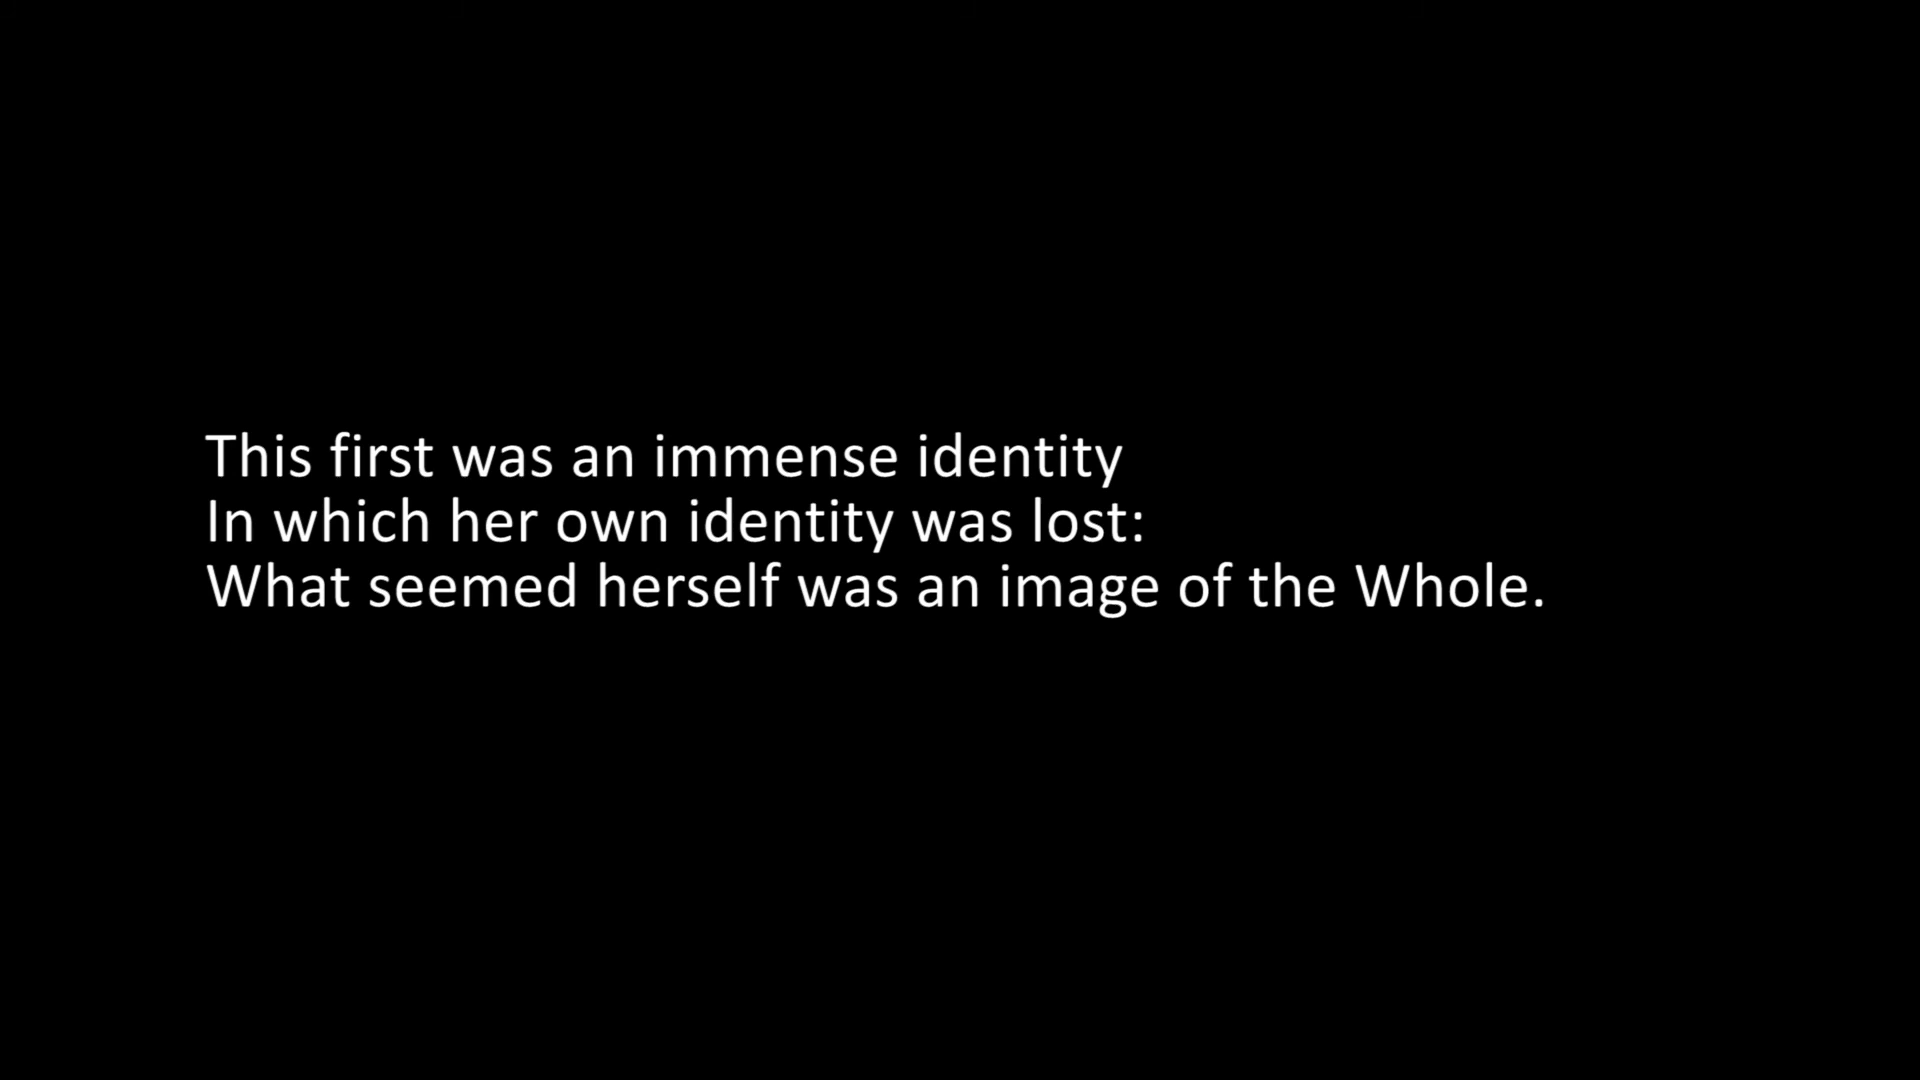 This first was an immense identity
In which her own identity was lost:
What seemed herself was an image of the Whole.